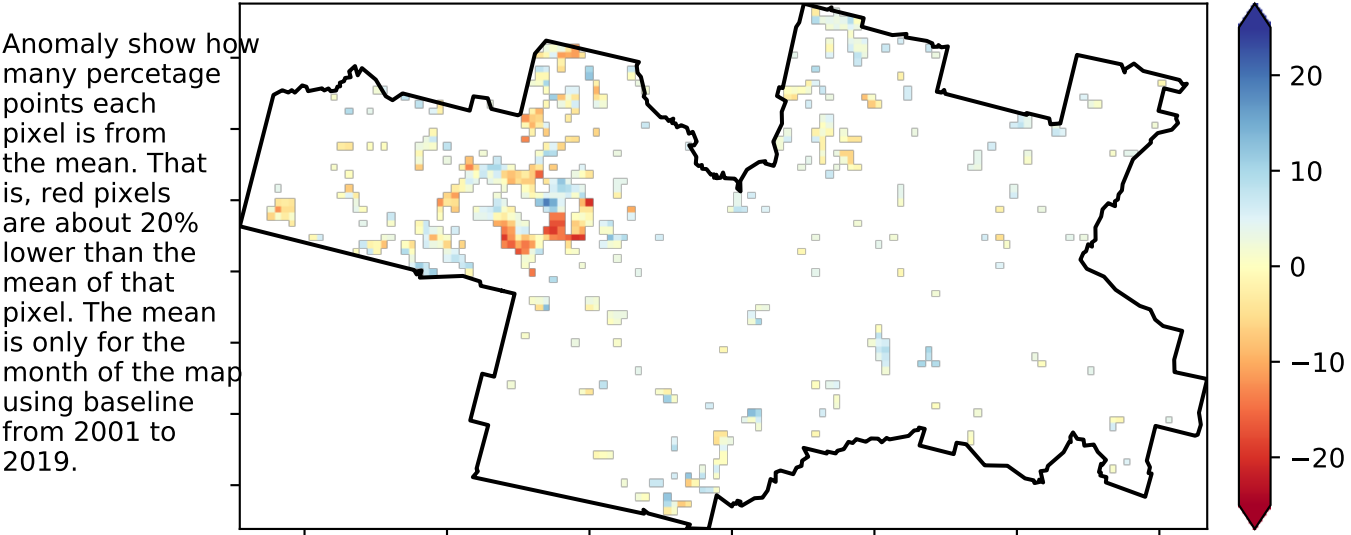 Anomaly show how
many percetage
points each
pixel is from
the mean. That
is, red pixels
are about 20%
lower than the
mean of that
pixel. The mean
is only for the
month of the map
using baseline
from 2001 to
2019.
20
10
0
−10
−20